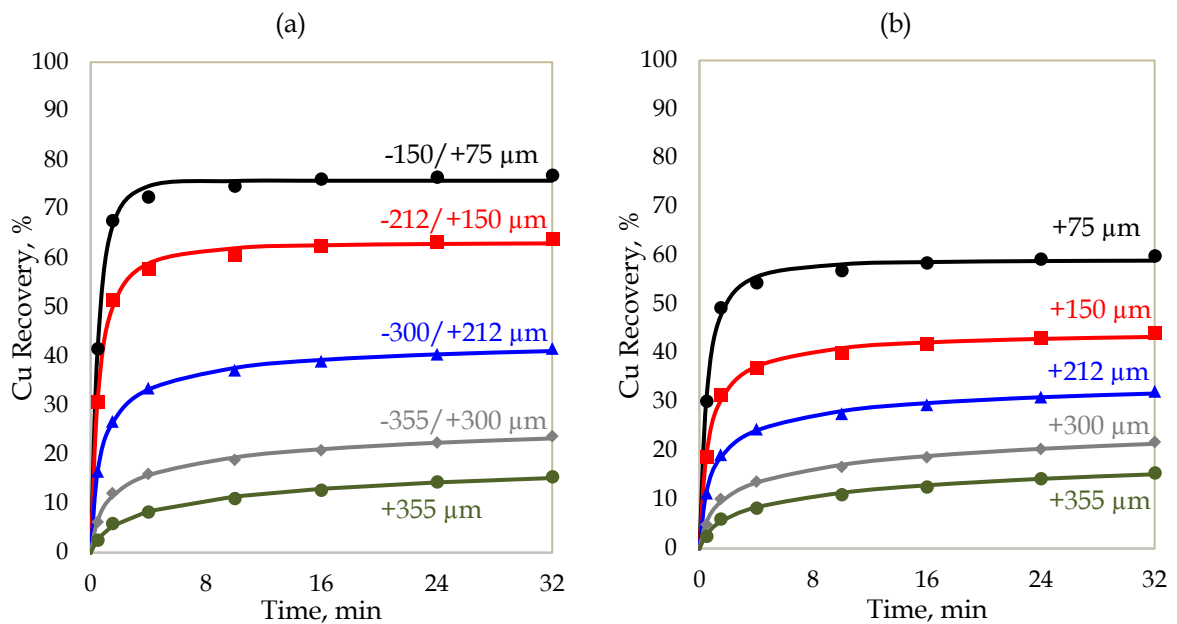 (a)
100
90
80
70
60
50
40
30
20
10
0
Cu Recovery, %
-150/+75 µm
-212/+150 µm
-300/+212 µm
-355/+300 µm
+355 µm
0 8 16 24 32
Time, min
(b)
100
90
80
70
60
50
40
30
20
10
0
Cu Recovery, %
+75 µm
+150 µm
+212 µm
+300 µm
+355 µm
0 8 16 24 32
Time, min